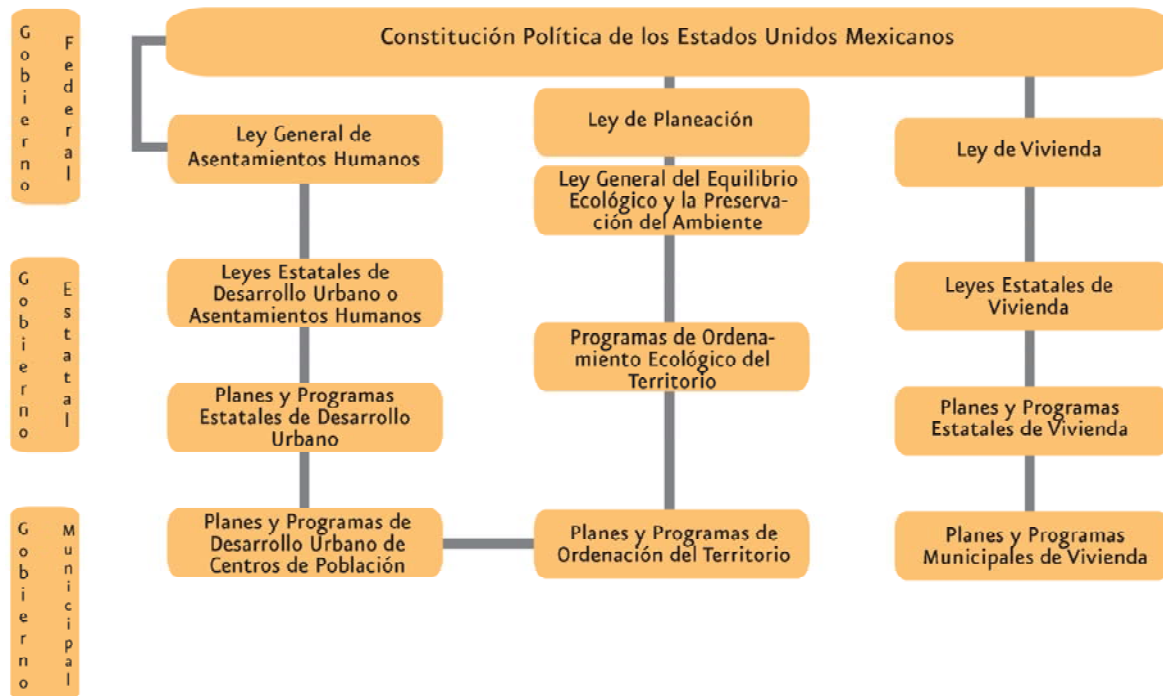 Gobierno
Federal
Constitución Política de los Estados Unidos Mexicanos
Ley General de
Asentamientos Humanos
Ley de Planeación
Ley General del Equilibrio
Ecológico y la Preserva-
ción del Ambiente
Ley de Vivienda
Gobierno
Estatal
Leyes Estatales de
Desarrollo Urbano o
Asentamientos Humanos
Programas de Ordena-
miento Ecológico del
Territorio
Leyes Estatales de
Vivienda
Planes y Programas
Estatales de Desarrollo
Urbano
Planes y Programas
Estatales de Vivienda
Gobierno
Municipal
Planes y Programas de
Desarrollo Urbano de
Centros de Población
Planes y Programas de
Ordenación del Territorio
Planes y Programas
Municipales de Vivienda